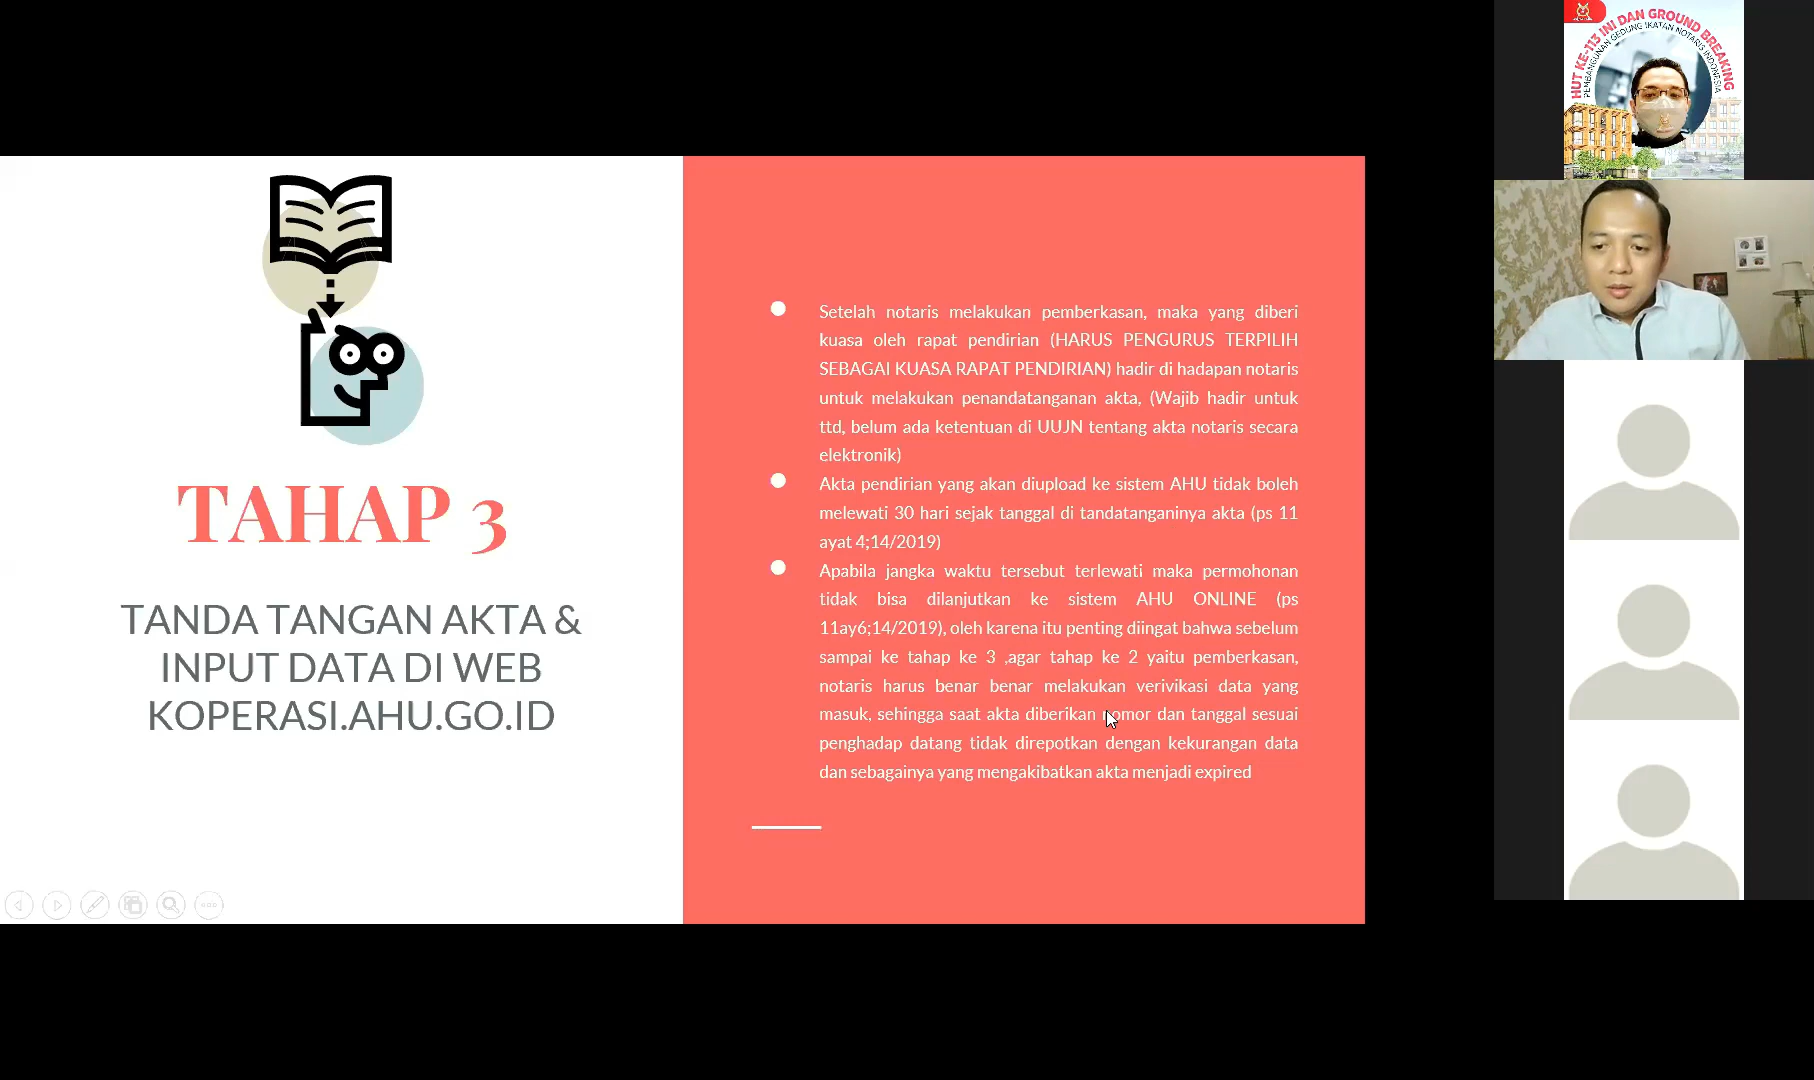 TAHAP 3
TANDA TANGAN AKTA &
INPUT DATA DI WEB
KOPERASI.AHU.GO.ID
Setelah notaris melakukan pemberkasan, maka yang diberi
kuasa oleh rapat pendirian (HARUS PENGURUS TERPILIH
SEBAGAI KUASA RAPAT PENDIRIAN) hadir di hadapan notaris
untuk melakukan penandatanganan akta, (Wajib hadir untuk
ttd, belum ada ketentuan di UUJN tentang akta notaris secara
elektronik)
Akta pendirian yang akan diupload ke sistem AHU tidak boleh
melewati 30 hari sejak tanggal di tandatanganinya akta (ps 11
ayat 4;14/2019)
Apabila jangka waktu tersebut terlewati maka permohonan
tidak bisa dilanjutkan ke sistem AHU ONLINE (ps
11ay6;14/2019), oleh karena itu penting diingat bahwa sebelum
sampai ke tahap ke 3 ,agar tahap ke 2 yaitu pemberkasan,
notaris harus benar benar melakukan verivikasi data yang
masuk, sehingga saat akta diberikan nomor dan tanggal sesuai
penghadap datang tidak direpotkan dengan kekurangan data
dan sebagainya yang mengakibatkan akta menjadi expired
HUT KE-113 INI DAN GROUND BREAKING
PEMBANGUNAN GEDUNG IKATAN NOTARIS INDONESIA